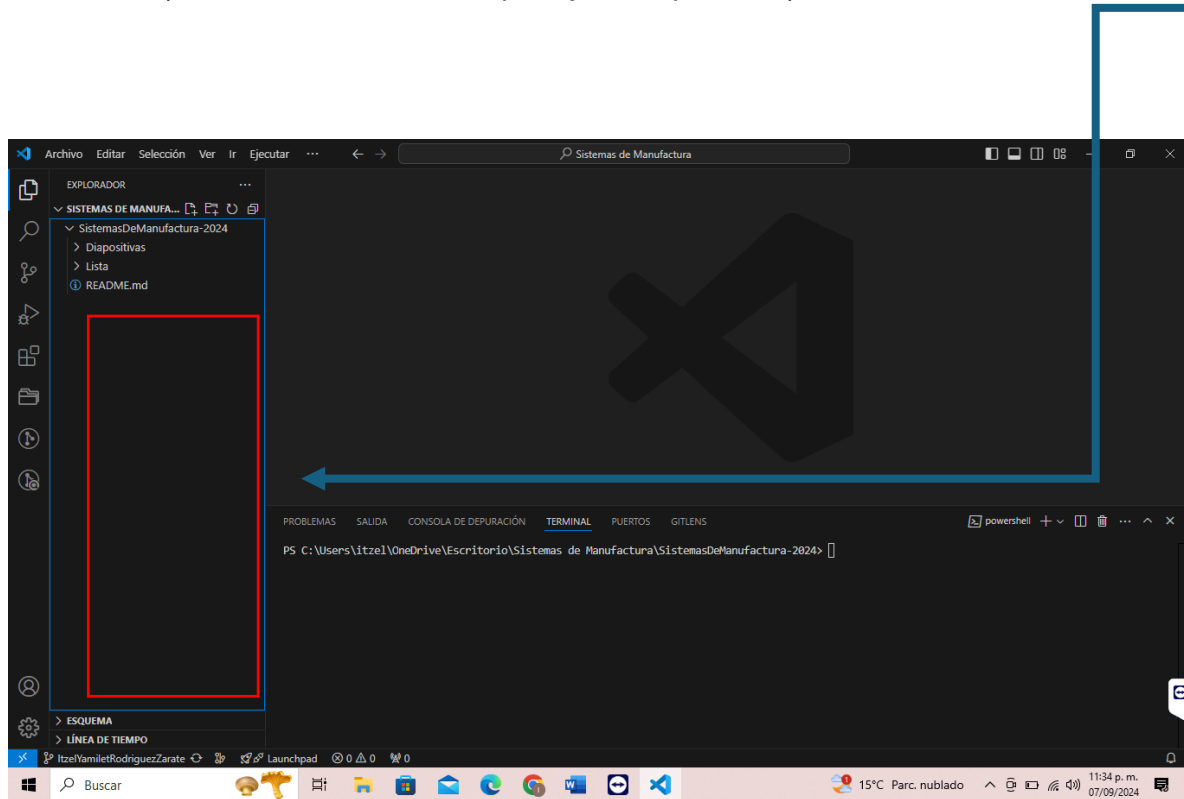 Archivo Editar Selección Ver Ir Ejecutar ··· Sistemas de Manufactura
EXPLORADOR ···
SISTEMAS DE MANUFA...
SistemasDeManufactura-2024
Diapositivas
Lista
README.md
PROBLEMAS SALIDA CONSOLA DE DEPURACIÓN TERMINAL PUERTOS GITLENS powershell
PS C:\Users\itzel\OneDrive\Escritorio\Sistemas de Manufactura\SistemasDeManufactura-2024>
ESQUEMA
LÍNEA DE TIEMPO
ItzelYamiletRodriguezZarate Launchpad 0 0 0
Buscar 15°C Parc. nublado 11:34 p. m.
07/09/2024